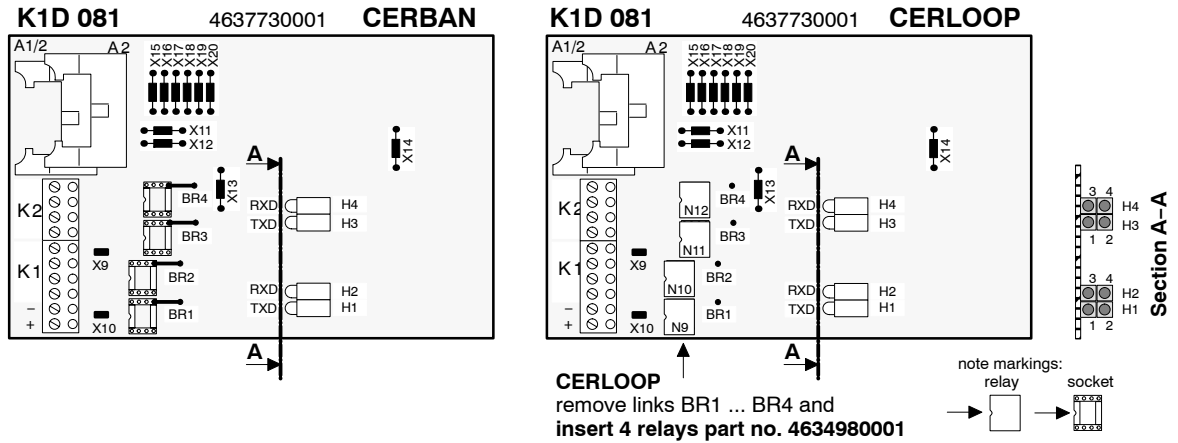 K1D 081 4637730001 CERBAN
A1/2 A2
X15
X16
X17
X18
X19
X20
X11
X12
X14
A
X13
K2
BR4
RXD H4
TXD H3
BR3
K1
X9
BR2
RXD H2
TXD H1
BR1
X10
−
+
A
K1D 081 4637730001 CERLOOP
A1/2 A2
X15
X16
X17
X18
X19
X20
X11
X12
X14
A
X13
K2
N12 BR4
RXD H4
TXD H3
N11 BR3
K1
X9
N10 BR2
RXD H2
TXD H1
N9 BR1
X10
−
+
A
3 4
H4
H3
1 2
3 4
H2
H1
1 2
Section A−A
CERLOOP
remove links BR1 ... BR4 and
insert 4 relays part no. 4634980001
note markings:
relay socket